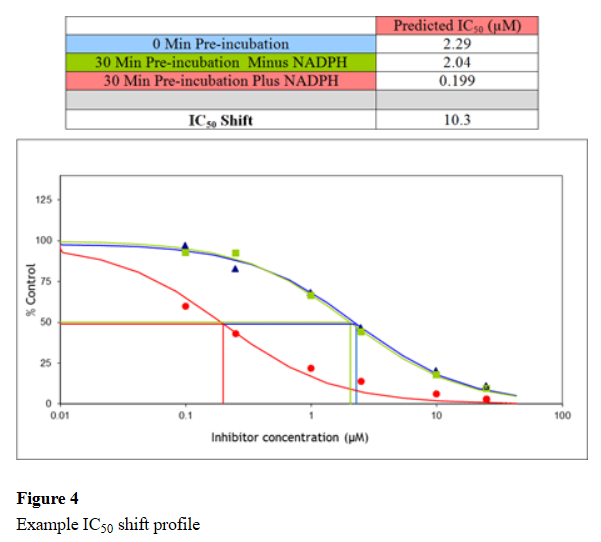 Predicted IC50 (µM)
0 Min Pre-incubation 2.29
30 Min Pre-incubation Minus NADPH 2.04
30 Min Pre-incubation Plus NADPH 0.199
IC50 Shift 10.3
125
100
75
50
25
0
% Control
0.01 0.1 1 10 100
Inhibitor concentration (µM)
Figure 4
Example IC50 shift profile